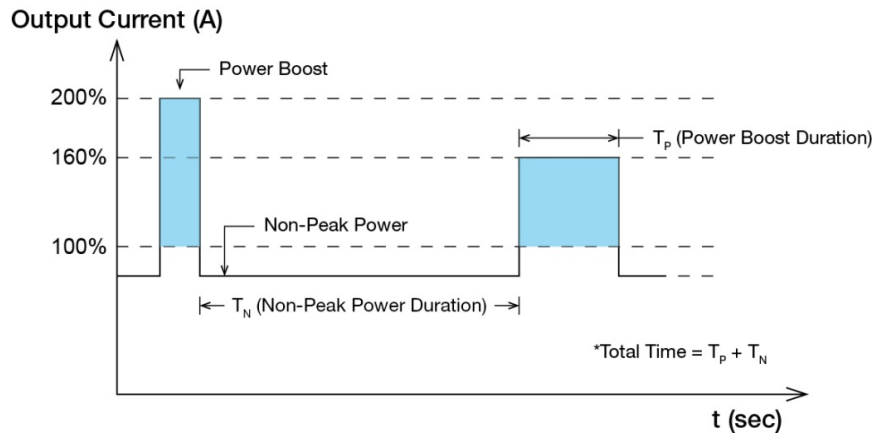 Output Current (A)
Power Boost
200%
T_P (Power Boost Duration)
160%
Non-Peak Power
100%
T_N (Non-Peak Power Duration)
*Total Time = T_P + T_N
t (sec)